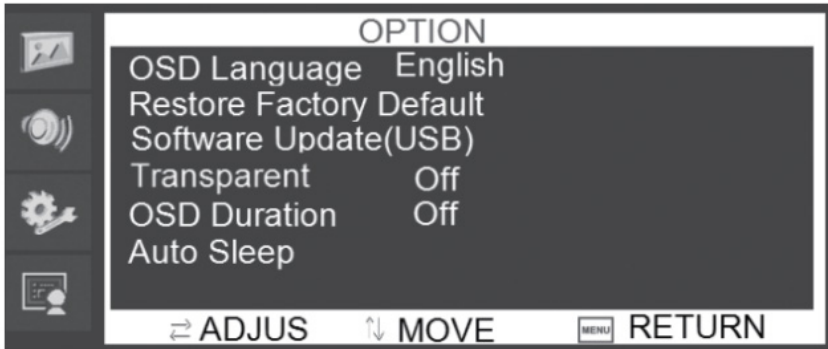 OPTION
OSD Language English
Restore Factory Default
Software Update(USB)
Transparent Off
OSD Duration Off
Auto Sleep
ADJUS MOVE MENU RETURN